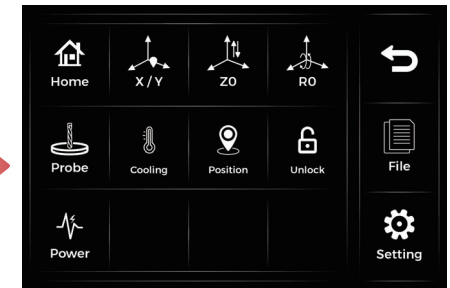 Home
X / Y
Z0
R0
Probe
Cooling
Position
Unlock
File
Power
Setting